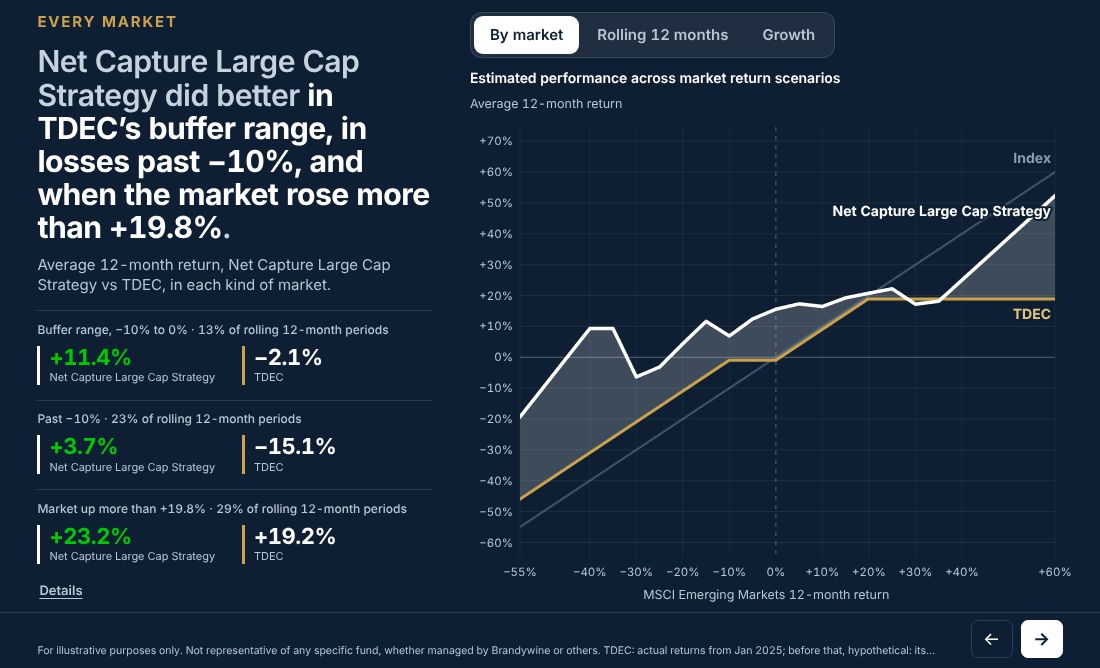 EVERY MARKET
Net Capture Large Cap
Strategy did better in
TDEC’s buffer range, in
losses past −10%, and
when the market rose more
than +19.8%.
Average 12-month return, Net Capture Large Cap
Strategy vs TDEC, in each kind of market.
Buffer range, −10% to 0% · 13% of rolling 12-month periods
+11.4%
Net Capture Large Cap Strategy
−2.1%
TDEC
Past −10% · 23% of rolling 12-month periods
+3.7%
Net Capture Large Cap Strategy
−15.1%
TDEC
Market up more than +19.8% · 29% of rolling 12-month periods
+23.2%
Net Capture Large Cap Strategy
+19.2%
TDEC
Details
By market
Rolling 12 months
Growth
Estimated performance across market return scenarios
Average 12-month return
+70%
+60%
+50%
+40%
+30%
+20%
+10%
0%
−10%
−20%
−30%
−40%
−50%
−60%
Index
Net Capture Large Cap Strategy
TDEC
−55% −40% −30% −20% −10% 0% +10% +20% +30% +40% +60%
MSCI Emerging Markets 12-month return
For illustrative purposes only. Not representative of any specific fund, whether managed by Brandywine or others. TDEC: actual returns from Jan 2025; before that, hypothetical: its…